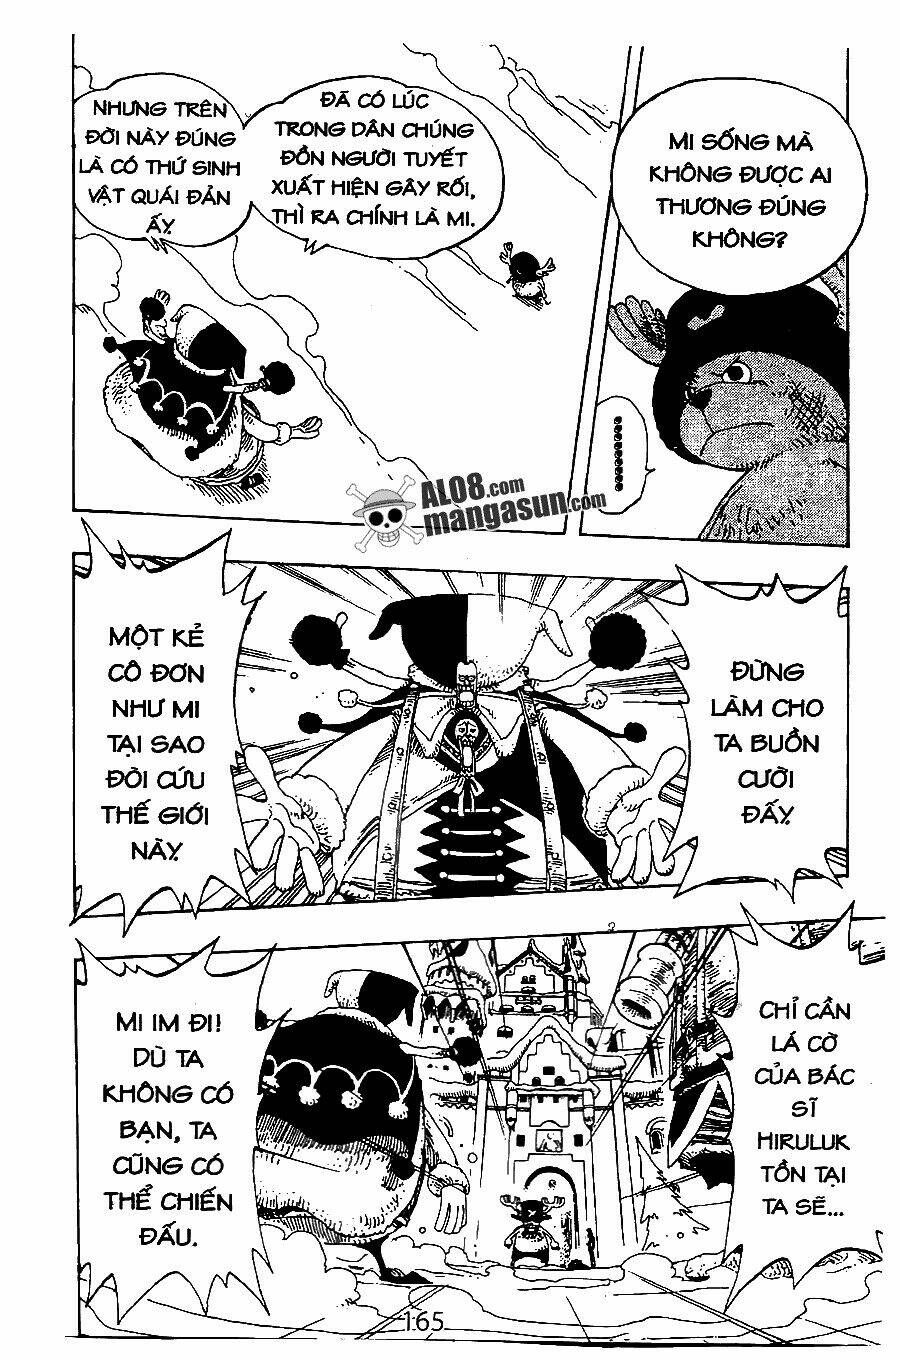 MI SỐNG MÀ
KHÔNG ĐƯỢC AI
THƯƠNG ĐÚNG
KHÔNG?
ĐÃ CÓ LÚC
TRONG DÂN CHÚNG
ĐỒN NGƯỜI TUYẾT
XUẤT HIỆN GÂY RỐI,
THÌ RA CHÍNH LÀ MI.
NHƯNG TRÊN
ĐỜI NÀY ĐÚNG
LÀ CÓ THỨ SINH
VẬT QUÁI ĐẢN
ẤY.
AL08.com
mangasun.com
ĐỪNG
LÀM CHO
TA BUỒN
CƯỜI
ĐẤY.
MỘT KẺ
CÔ ĐƠN
NHƯ MI
TẠI SAO
ĐÒI CỨU
THẾ GIỚI
NÀY.
CHỈ CẦN
LÁ CỜ
CỦA BÁC
SĨ
HIRULUK
TỒN TẠI
TA SẼ...
MI IM ĐI!
DÙ TA
KHÔNG CÓ
BẠN, TA
CŨNG CÓ
THỂ CHIẾN
ĐẤU.
165